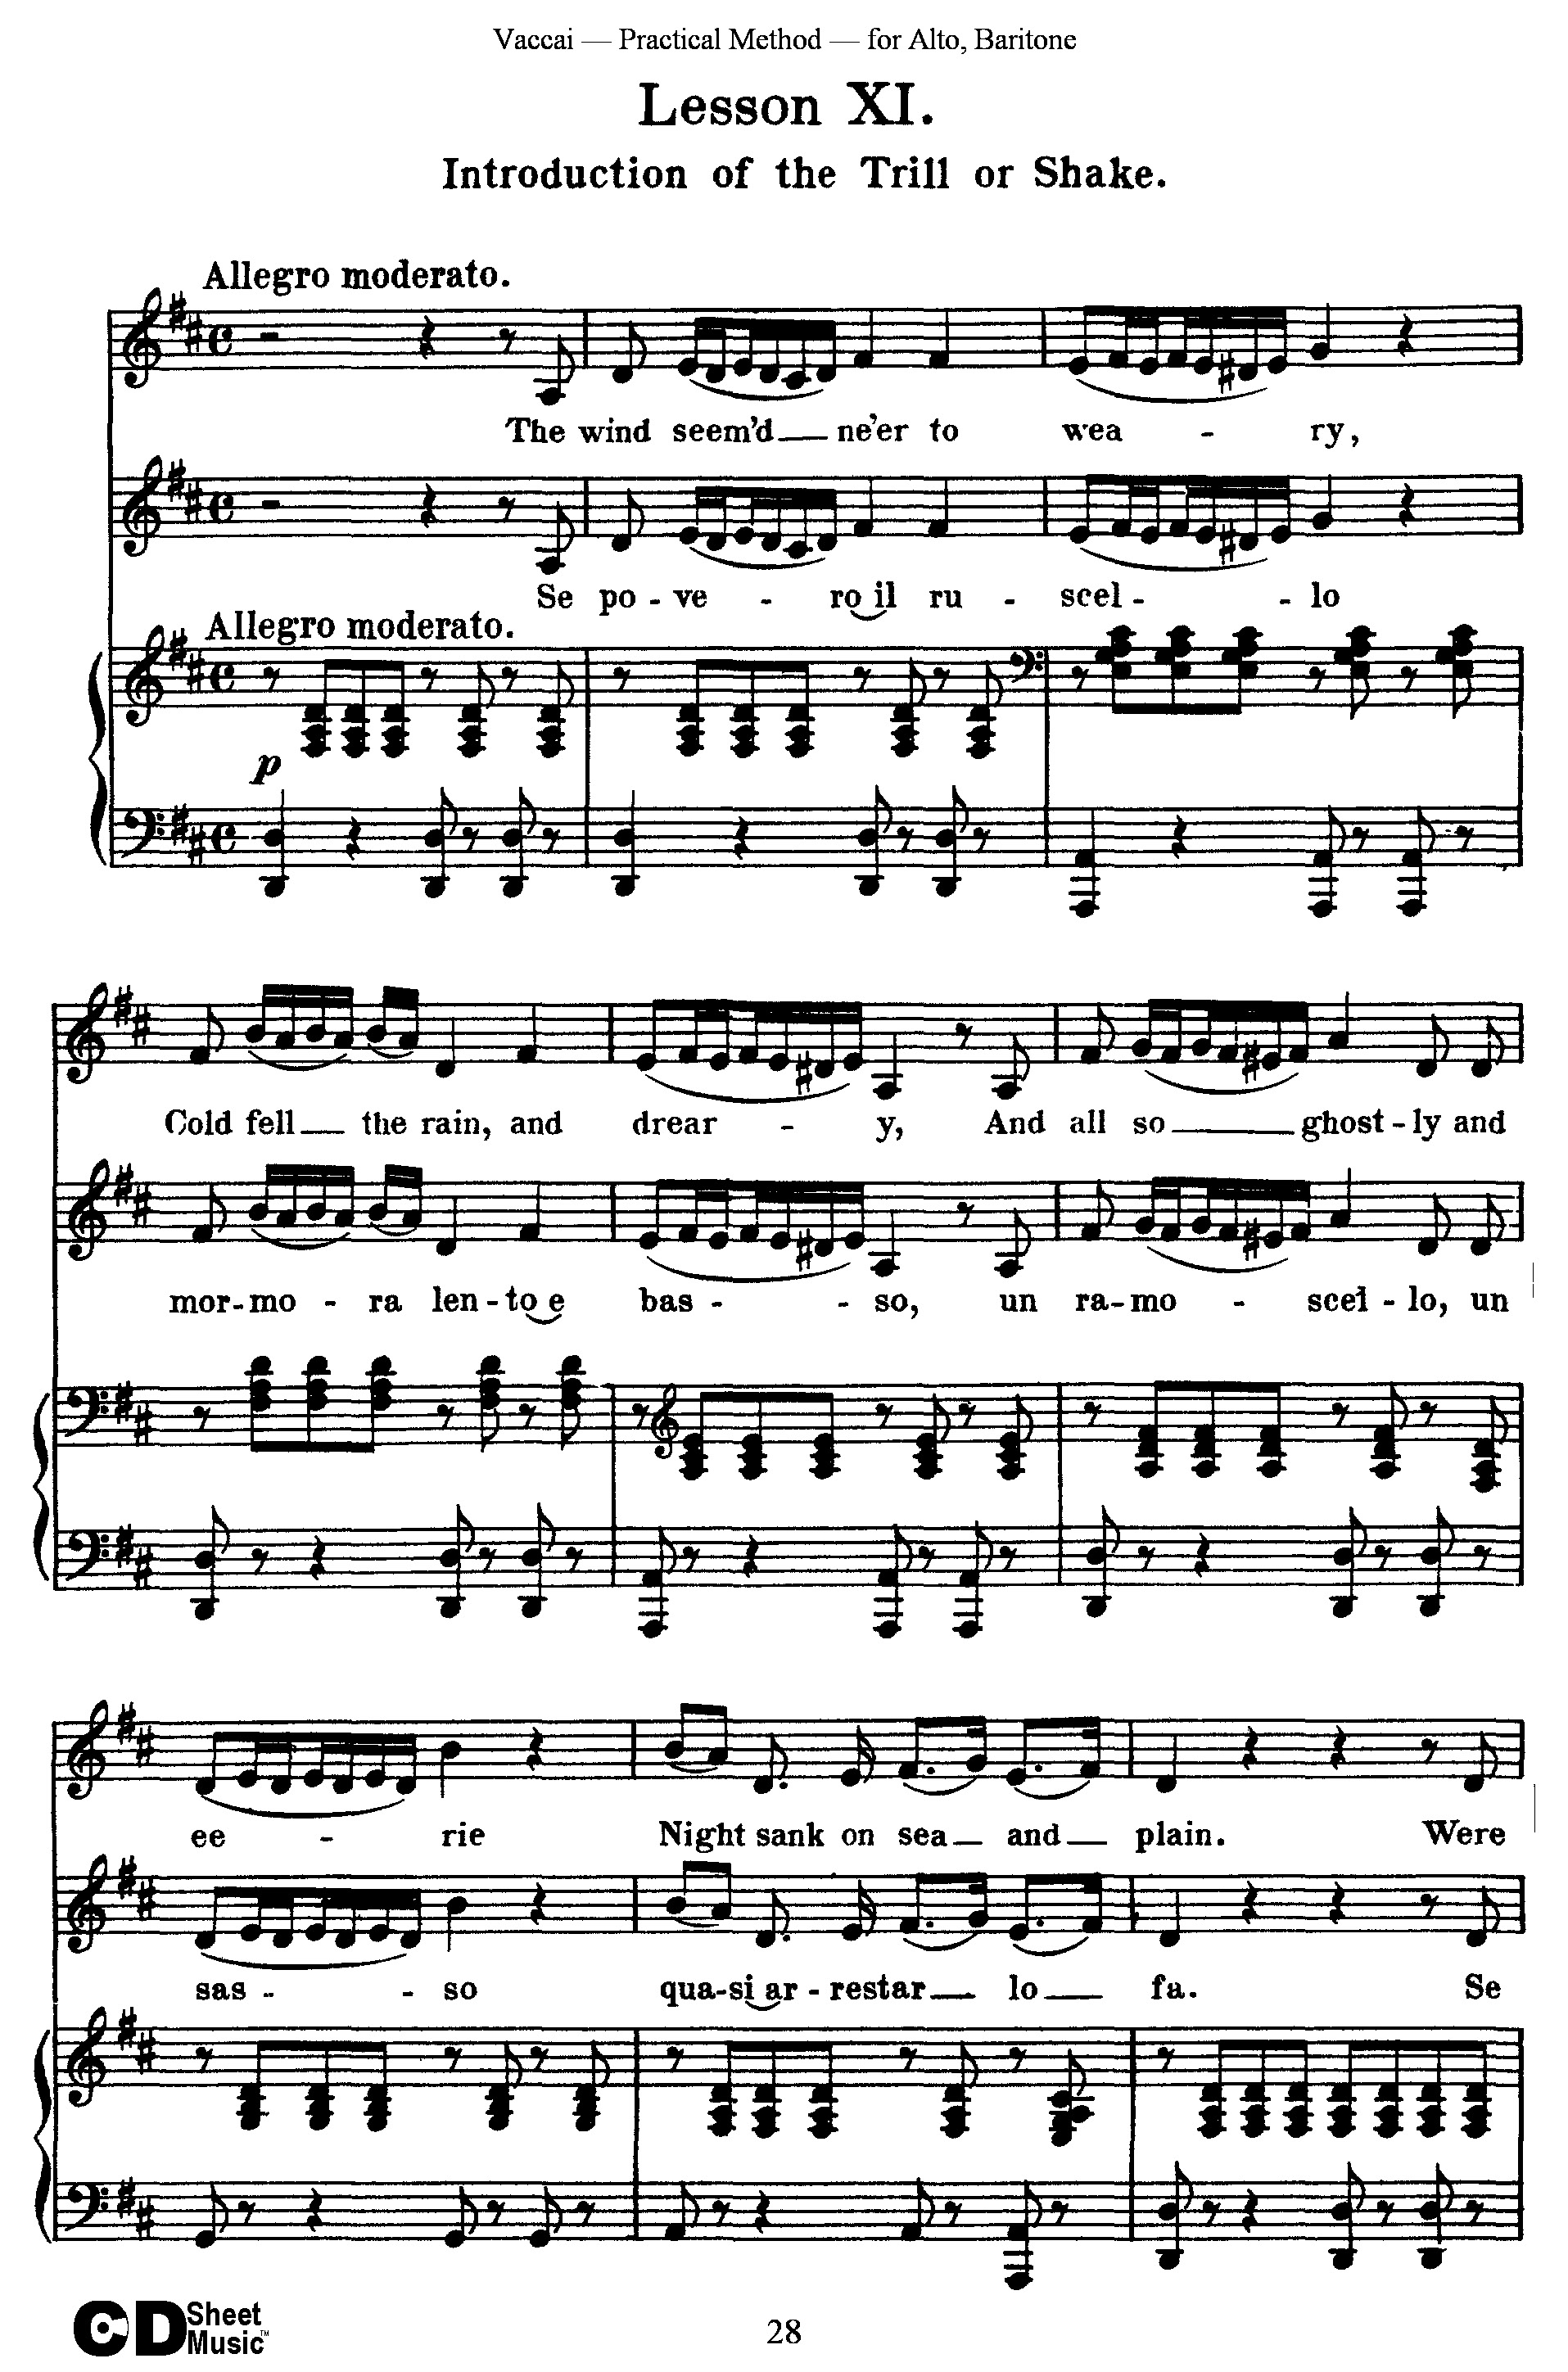 Vaccai — Practical Method — for Alto, Baritone
Lesson XI.
Introduction of the Trill or Shake.
Allegro moderato.
The wind seem'd ne'er to wea - ry,
Se po - ve - ro il ru - scel - - lo
Allegro moderato.
p
Cold fell the rain, and drear - y, And all so ghost - ly and
mor - mo - ra len - to e bas - - so, un ra - mo - scel - lo, un
ee - rie Night sank on sea and plain. Were
sas - - so qua - si ar - restar lo fa. Se
CD Sheet Music™
28